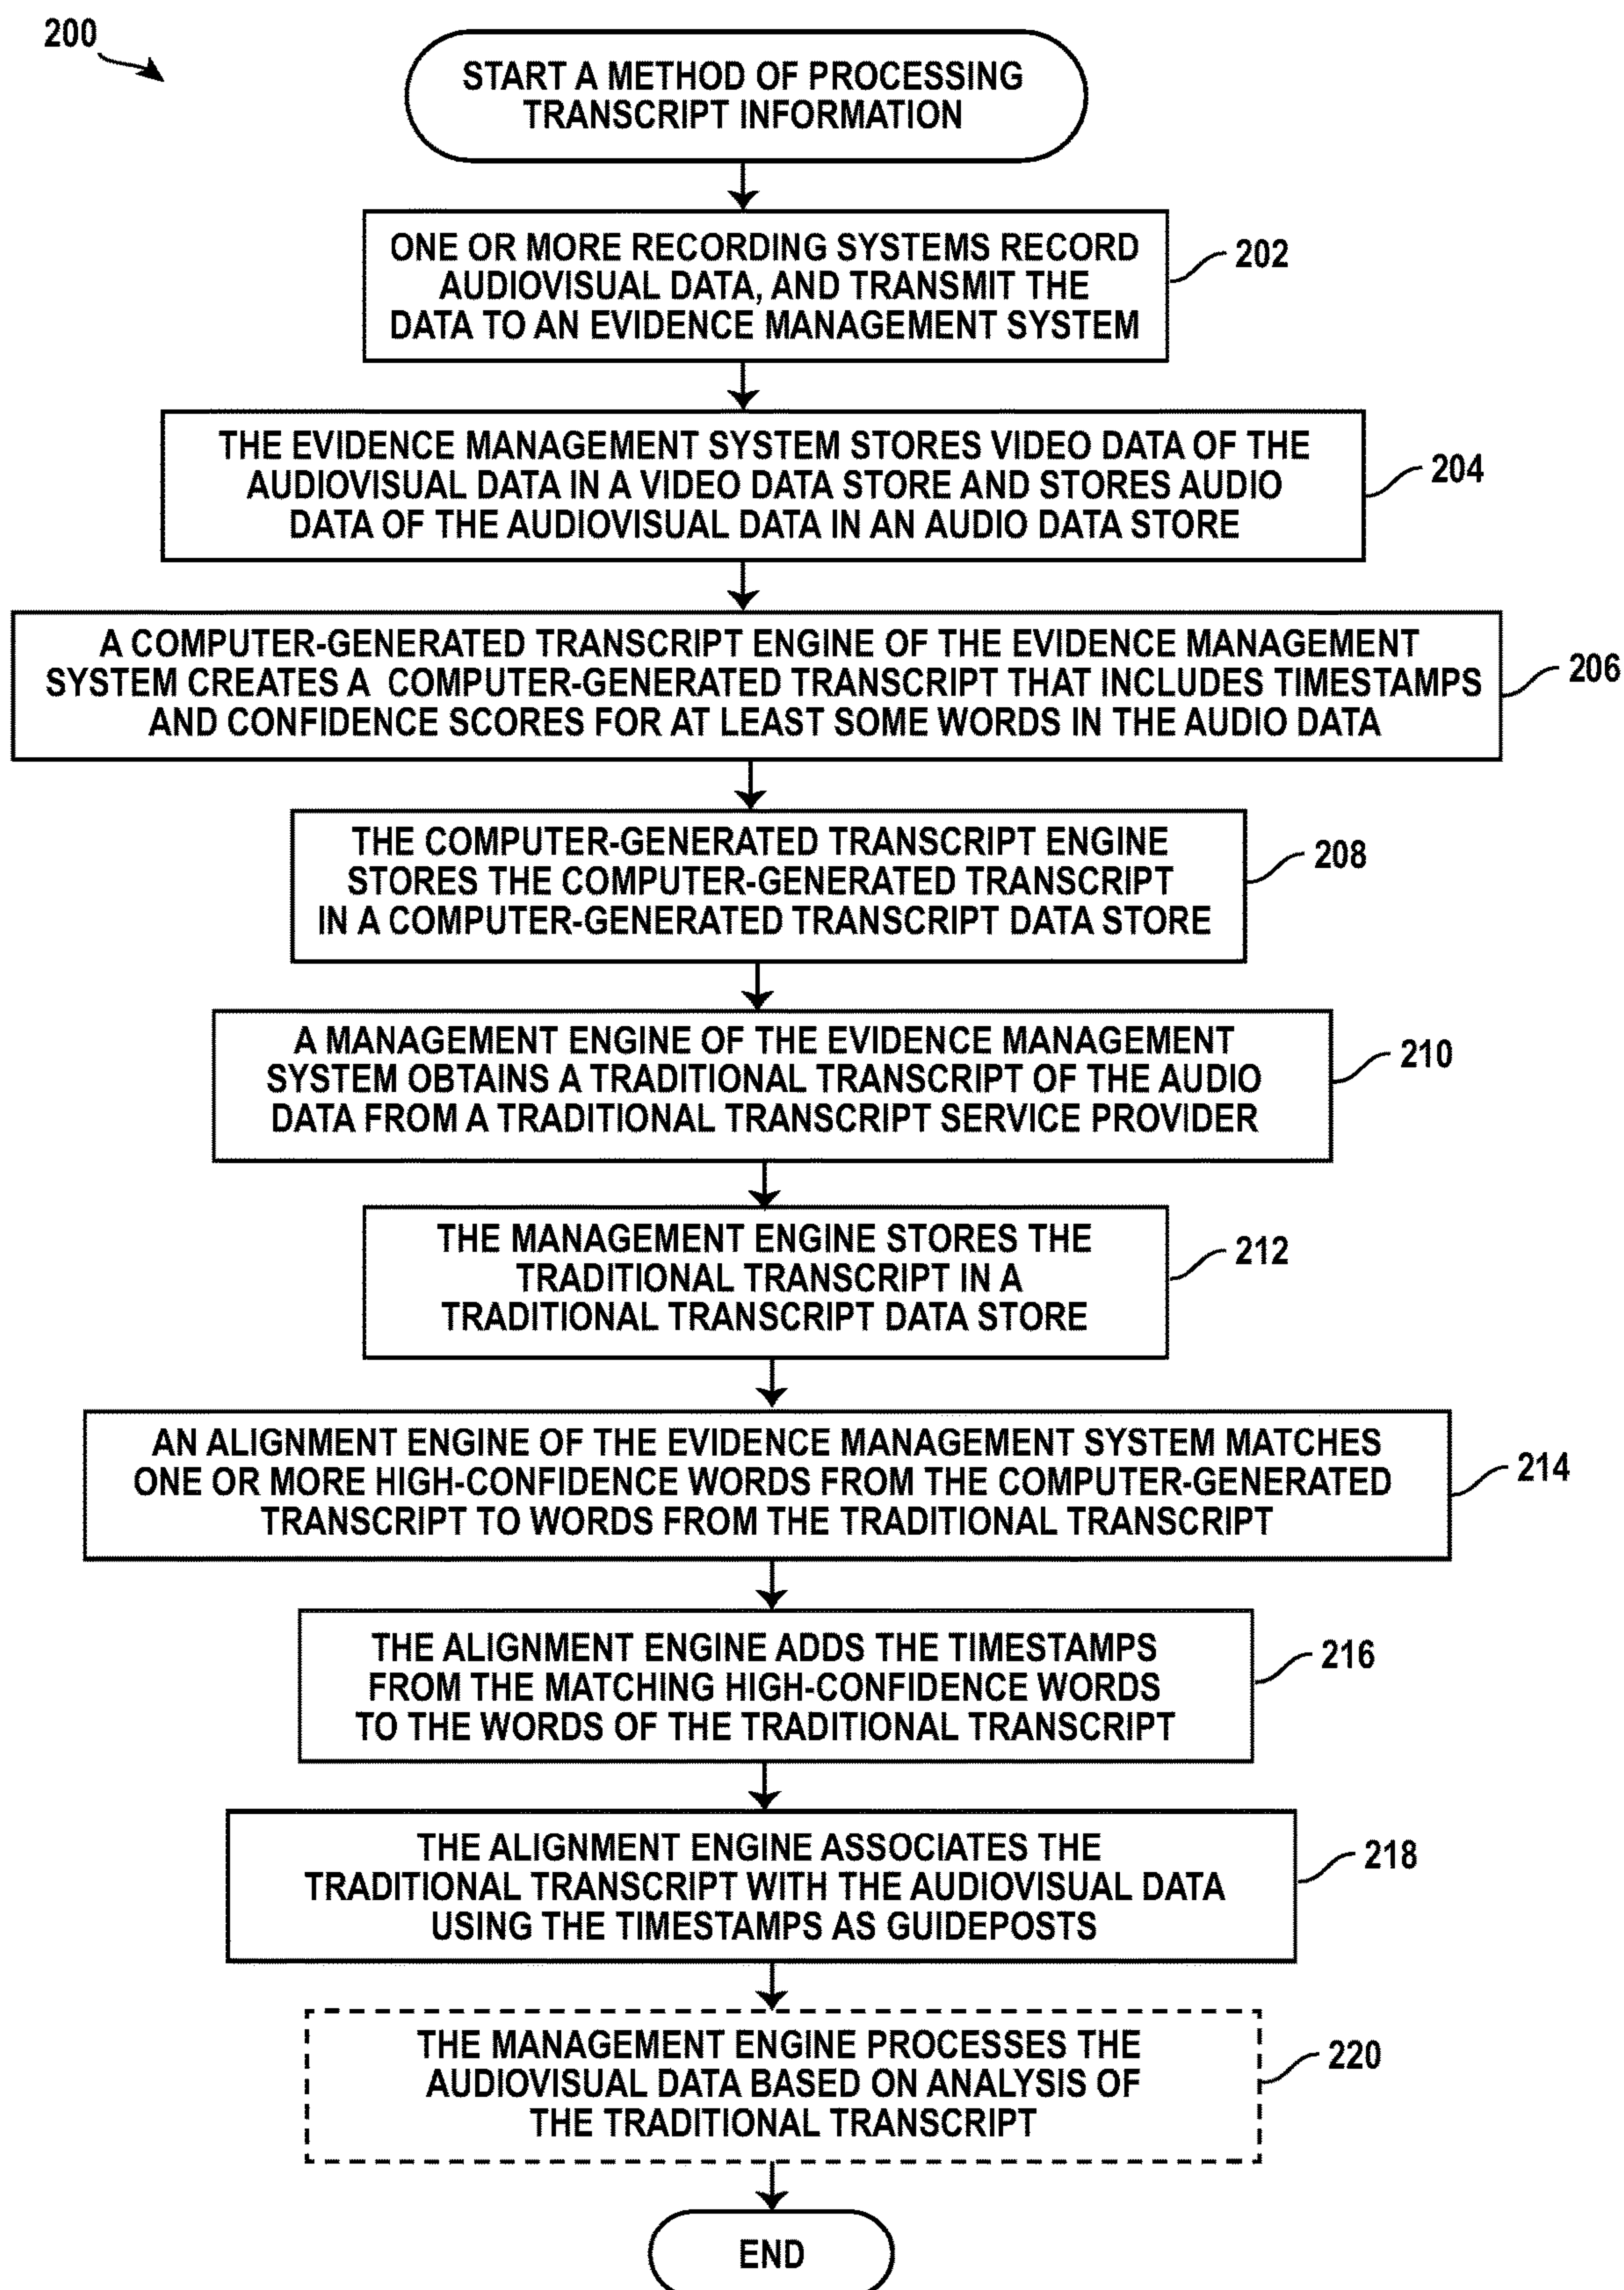 200
START A METHOD OF PROCESSING
TRANSCRIPT INFORMATION
ONE OR MORE RECORDING SYSTEMS RECORD
AUDIOVISUAL DATA, AND TRANSMIT THE
DATA TO AN EVIDENCE MANAGEMENT SYSTEM
202
THE EVIDENCE MANAGEMENT SYSTEM STORES VIDEO DATA OF THE
AUDIOVISUAL DATA IN A VIDEO DATA STORE AND STORES AUDIO
DATA OF THE AUDIOVISUAL DATA IN AN AUDIO DATA STORE
204
A COMPUTER-GENERATED TRANSCRIPT ENGINE OF THE EVIDENCE MANAGEMENT
SYSTEM CREATES A COMPUTER-GENERATED TRANSCRIPT THAT INCLUDES TIMESTAMPS
AND CONFIDENCE SCORES FOR AT LEAST SOME WORDS IN THE AUDIO DATA
206
THE COMPUTER-GENERATED TRANSCRIPT ENGINE
STORES THE COMPUTER-GENERATED TRANSCRIPT
IN A COMPUTER-GENERATED TRANSCRIPT DATA STORE
208
A MANAGEMENT ENGINE OF THE EVIDENCE MANAGEMENT
SYSTEM OBTAINS A TRADITIONAL TRANSCRIPT OF THE AUDIO
DATA FROM A TRADITIONAL TRANSCRIPT SERVICE PROVIDER
210
THE MANAGEMENT ENGINE STORES THE
TRADITIONAL TRANSCRIPT IN A
TRADITIONAL TRANSCRIPT DATA STORE
212
AN ALIGNMENT ENGINE OF THE EVIDENCE MANAGEMENT SYSTEM MATCHES
ONE OR MORE HIGH-CONFIDENCE WORDS FROM THE COMPUTER-GENERATED
TRANSCRIPT TO WORDS FROM THE TRADITIONAL TRANSCRIPT
214
THE ALIGNMENT ENGINE ADDS THE TIMESTAMPS
FROM THE MATCHING HIGH-CONFIDENCE WORDS
TO THE WORDS OF THE TRADITIONAL TRANSCRIPT
216
THE ALIGNMENT ENGINE ASSOCIATES THE
TRADITIONAL TRANSCRIPT WITH THE AUDIOVISUAL DATA
USING THE TIMESTAMPS AS GUIDEPOSTS
218
THE MANAGEMENT ENGINE PROCESSES THE
AUDIOVISUAL DATA BASED ON ANALYSIS OF
THE TRADITIONAL TRANSCRIPT
220
END